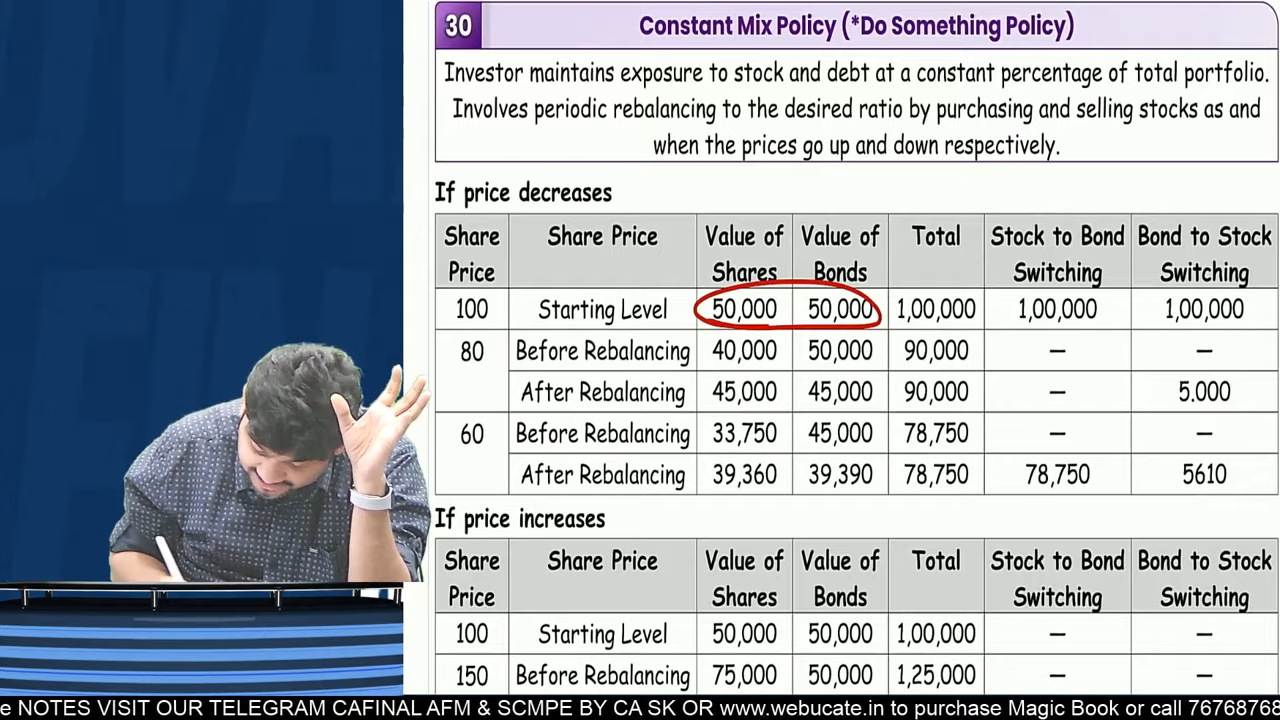 30 Constant Mix Policy (*Do Something Policy)
Investor maintains exposure to stock and debt at a constant percentage of total portfolio.
Involves periodic rebalancing to the desired ratio by purchasing and selling stocks as and
when the prices go up and down respectively.
If price decreases
Share Price | Share Price | Value of Shares | Value of Bonds | Total | Stock to Bond Switching | Bond to Stock Switching
100 | Starting Level | 50,000 | 50,000 | 1,00,000 | 1,00,000 | 1,00,000
80 | Before Rebalancing | 40,000 | 50,000 | 90,000 | – | –
After Rebalancing | 45,000 | 45,000 | 90,000 | – | 5.000
60 | Before Rebalancing | 33,750 | 45,000 | 78,750 | – | –
After Rebalancing | 39,360 | 39,390 | 78,750 | 78,750 | 5610
If price increases
Share Price | Share Price | Value of Shares | Value of Bonds | Total | Stock to Bond Switching | Bond to Stock Switching
100 | Starting Level | 50,000 | 50,000 | 1,00,000 | – | –
150 | Before Rebalancing | 75,000 | 50,000 | 1,25,000 | – | –
e NOTES VISIT OUR TELEGRAM CAFINAL AFM & SCMPE BY CA SK OR www.webucate.in to purchase Magic Book or call 76768768